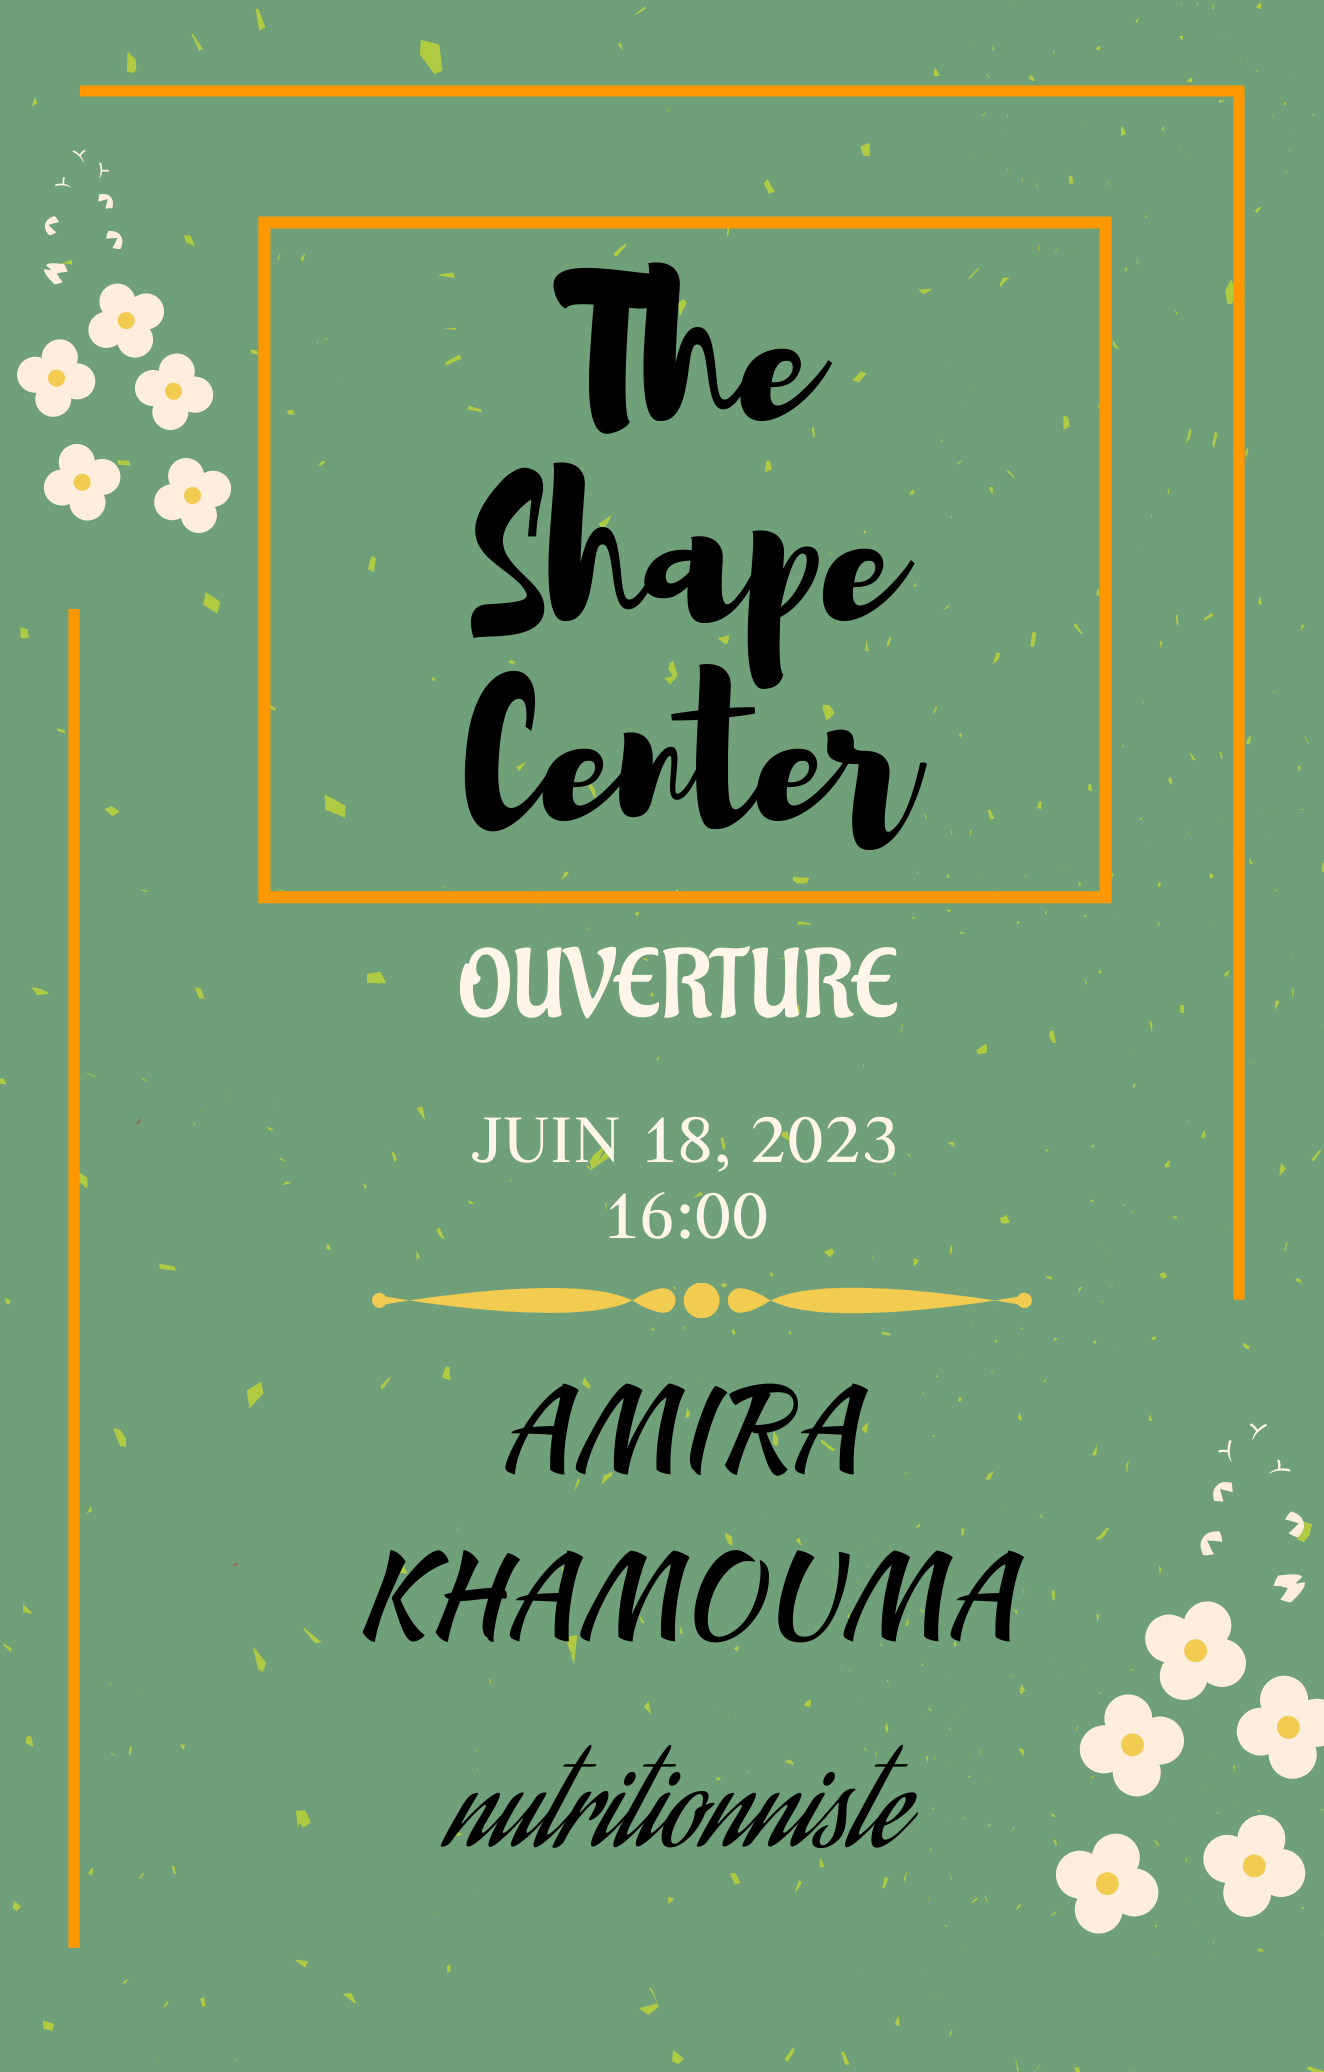 The
Shape
Center
OUVERTURE
JUIN 18, 2023
16:00
AMIRA
KHAMOUMA
nutritionniste